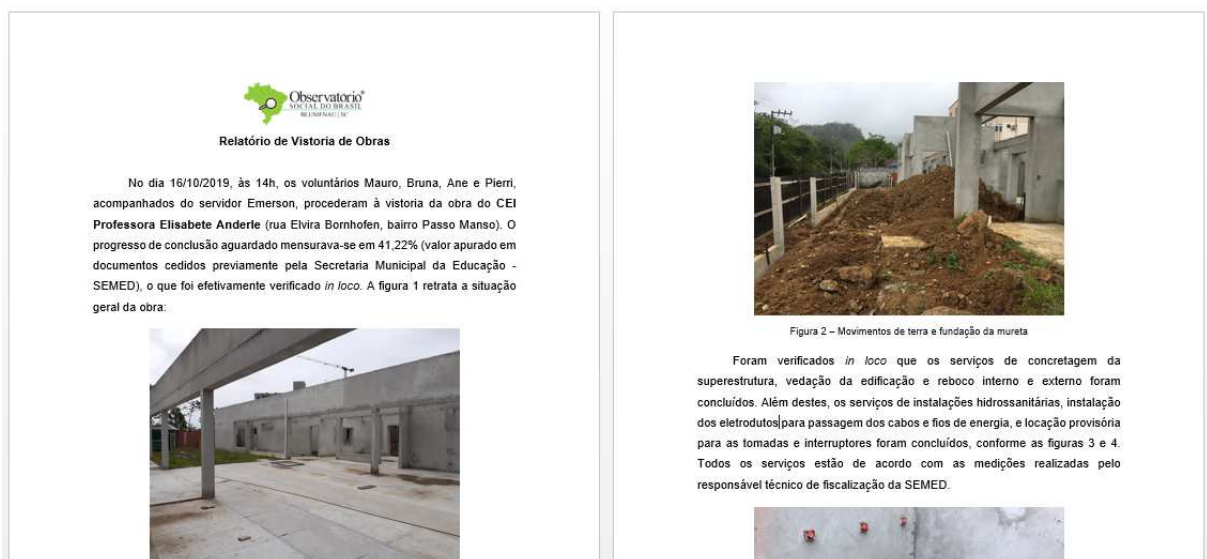 Observatório®
SOCIAL DO BRASIL
BLUMENAU | SC
Relatório de Vistoria de Obras
No dia 16/10/2019, às 14h, os voluntários Mauro, Bruna, Ane e Pierri,
acompanhados do servidor Emerson, procederam à vistoria da obra do CEI
Professora Elisabete Anderle (rua Elvira Bornhofen, bairro Passo Manso). O
progresso de conclusão aguardado mensurava-se em 41,22% (valor apurado em
documentos cedidos previamente pela Secretaria Municipal da Educação -
SEMED), o que foi efetivamente verificado in loco. A figura 1 retrata a situação
geral da obra:
Figura 2 – Movimentos de terra e fundação da mureta
Foram verificados in loco que os serviços de concretagem da
superestrutura, vedação da edificação e reboco interno e externo foram
concluídos. Além destes, os serviços de instalações hidrossanitárias, instalação
dos eletrodutos para passagem dos cabos e fios de energia, e locação provisória
para as tomadas e interruptores foram concluídos, conforme as figuras 3 e 4.
Todos os serviços estão de acordo com as medições realizadas pelo
responsável técnico de fiscalização da SEMED.